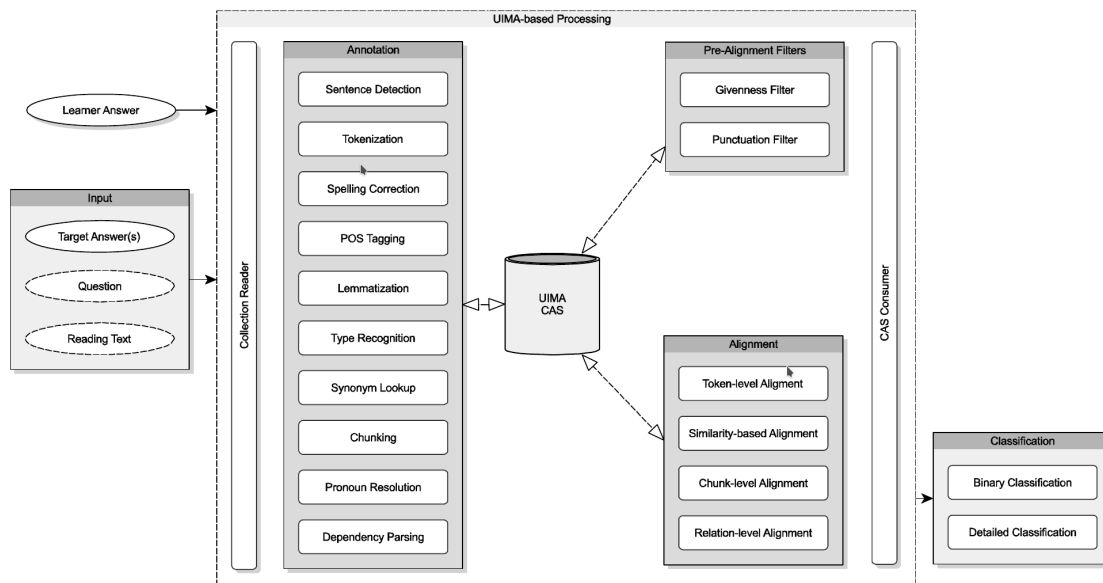 UIMA-based Processing
Learner Answer
Input
Target Answer(s)
Question
Reading Text
Collection Reader
Annotation
Sentence Detection
Tokenization
Spelling Correction
POS Tagging
Lemmatization
Type Recognition
Synonym Lookup
Chunking
Pronoun Resolution
Dependency Parsing
UIMA
CAS
Pre-Alignment Filters
Givenness Filter
Punctuation Filter
Alignment
Token-level Aligment
Similarity-based Alignment
Chunk-level Alignment
Relation-level Alignment
CAS Consumer
Classification
Binary Classification
Detailed Classification